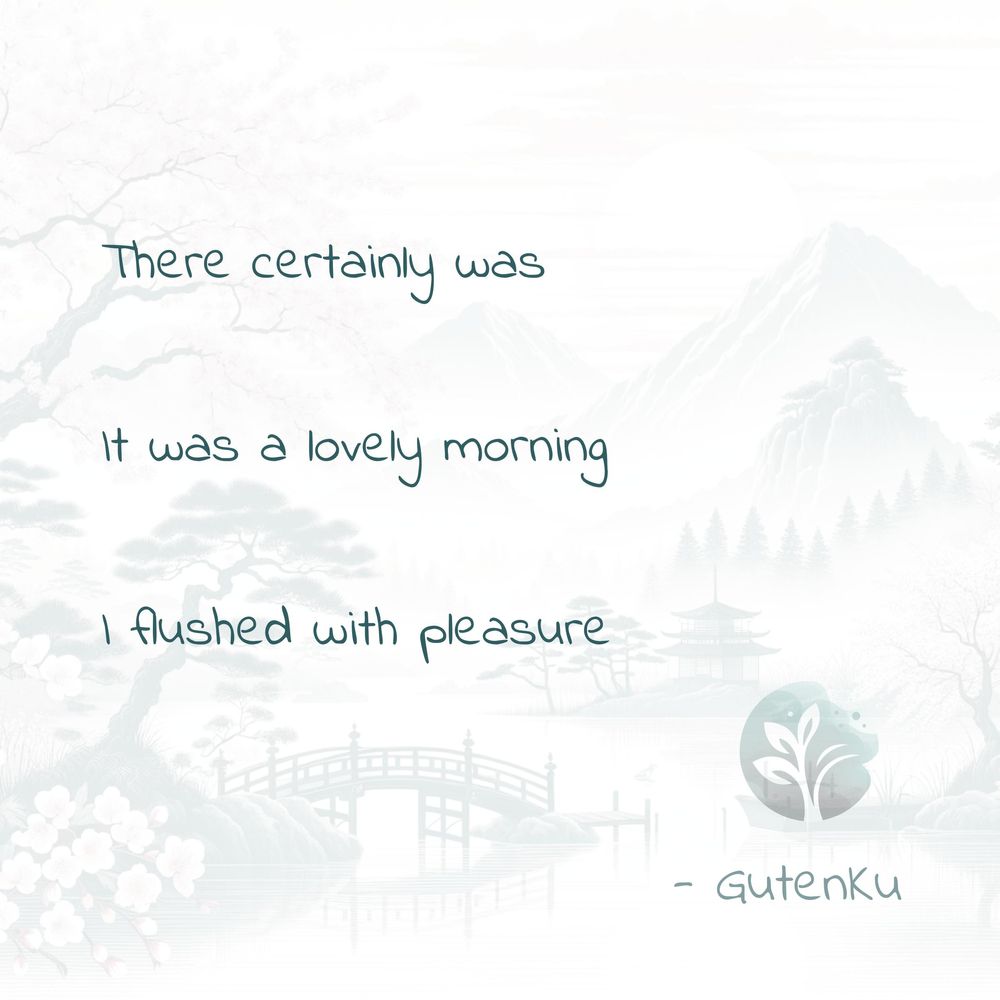 There certainly was
It was a lovely morning
I flushed with pleasure
- GutenKu